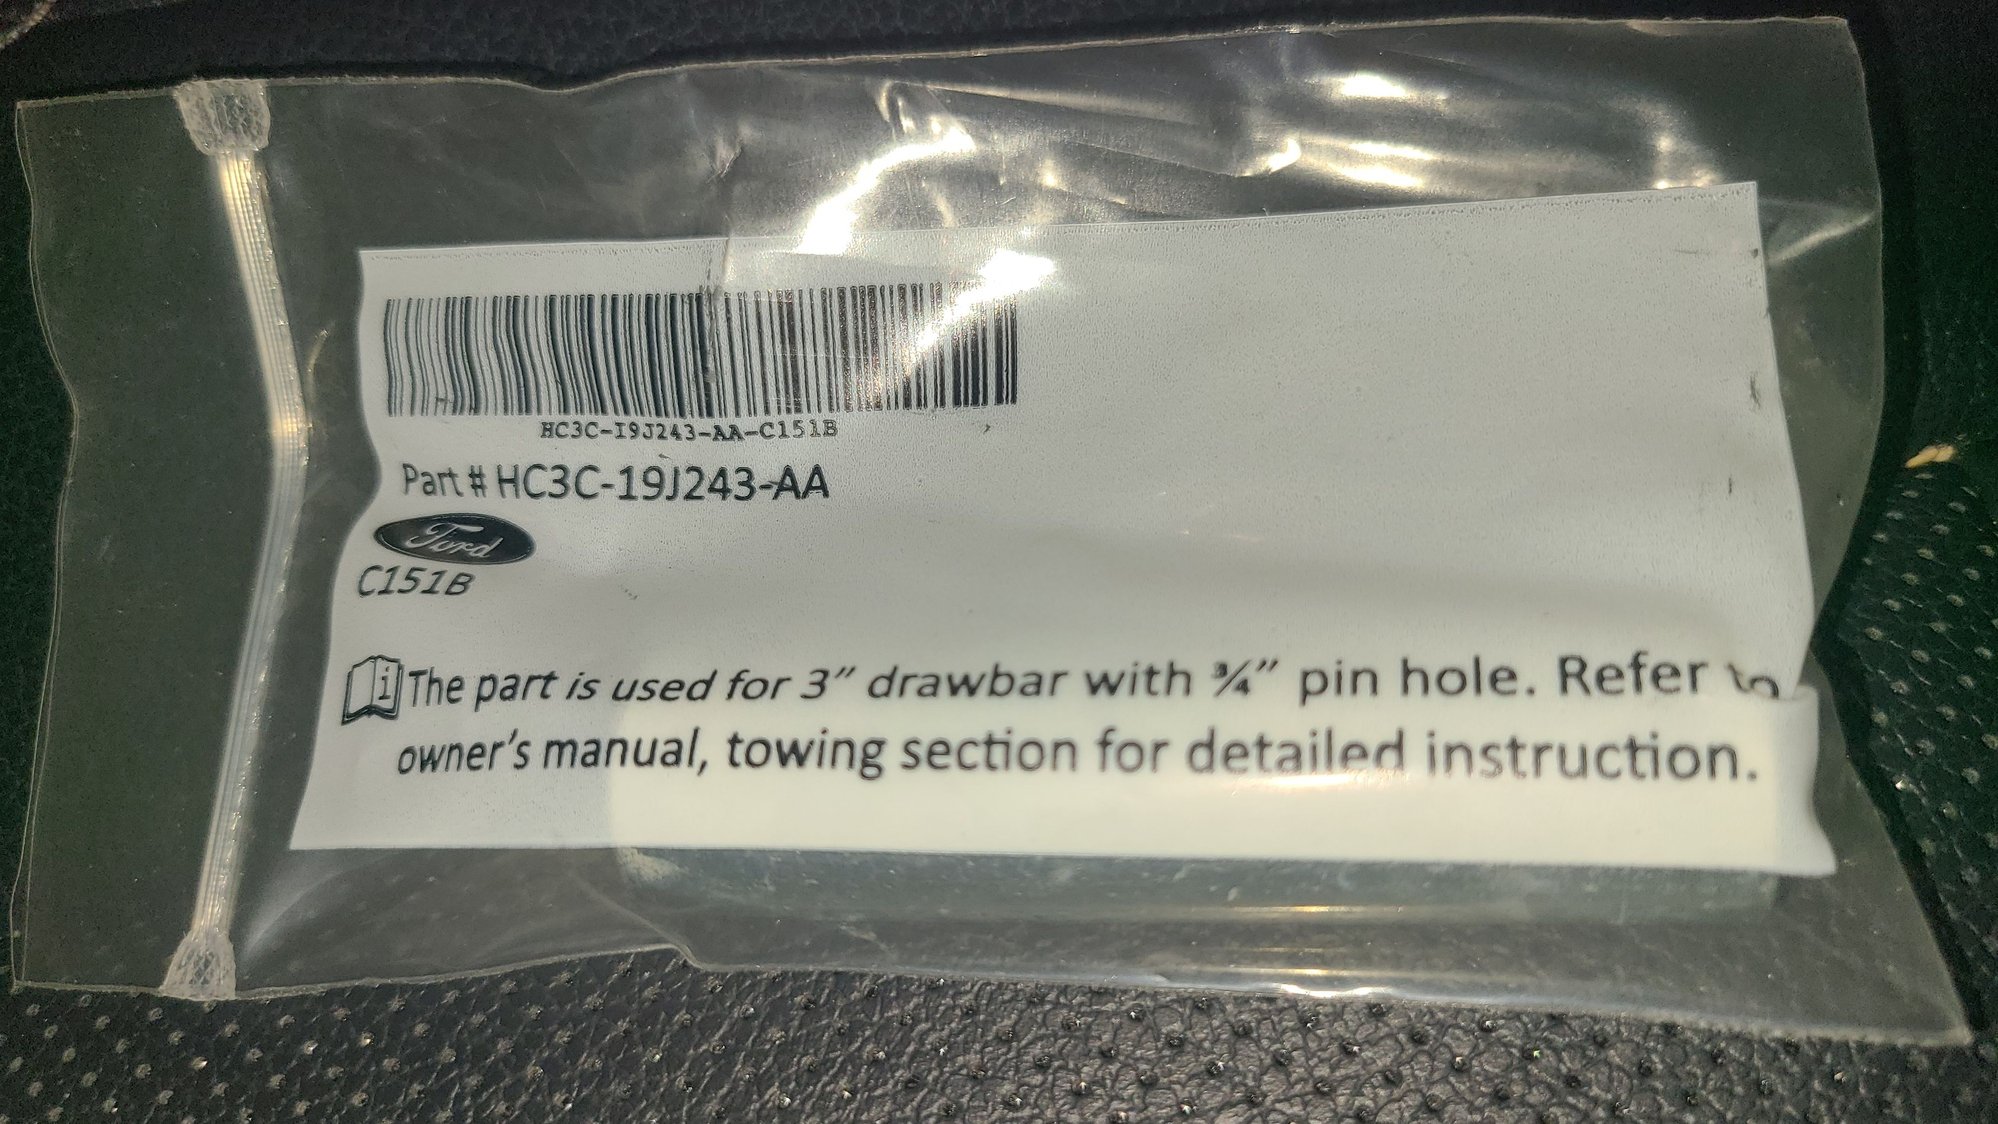 HC3C-19J243-AA-C151B
Part # HC3C-19J243-AA
Ford
C151B
The part is used for 3" drawbar with ¾" pin hole. Refer to
owner's manual, towing section for detailed instruction.